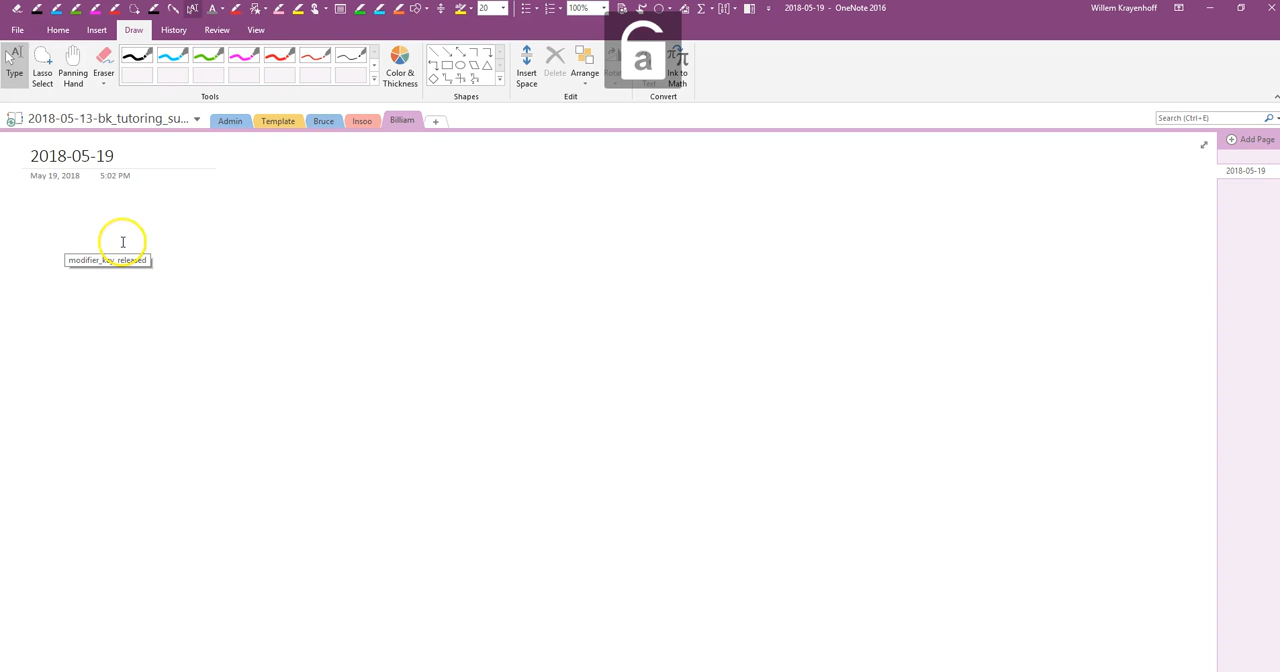 20
100%
2018-05-19 - OneNote 2016
Willem Krayenhoff
File
Home
Insert
Draw
History
Review
View
a
Type
Lasso Select
Panning Hand
Eraser
Color & Thickness
Insert Space
Delete
Arrange
Ink to Math
Tools
Shapes
Edit
Convert
2018-05-13-bk_tutoring_su...
Admin
Template
Bruce
Insoo
Billiam
Search (Ctrl+E)
Add Page
2018-05-19
2018-05-19
May 19, 2018
5:02 PM
modifier_key_released